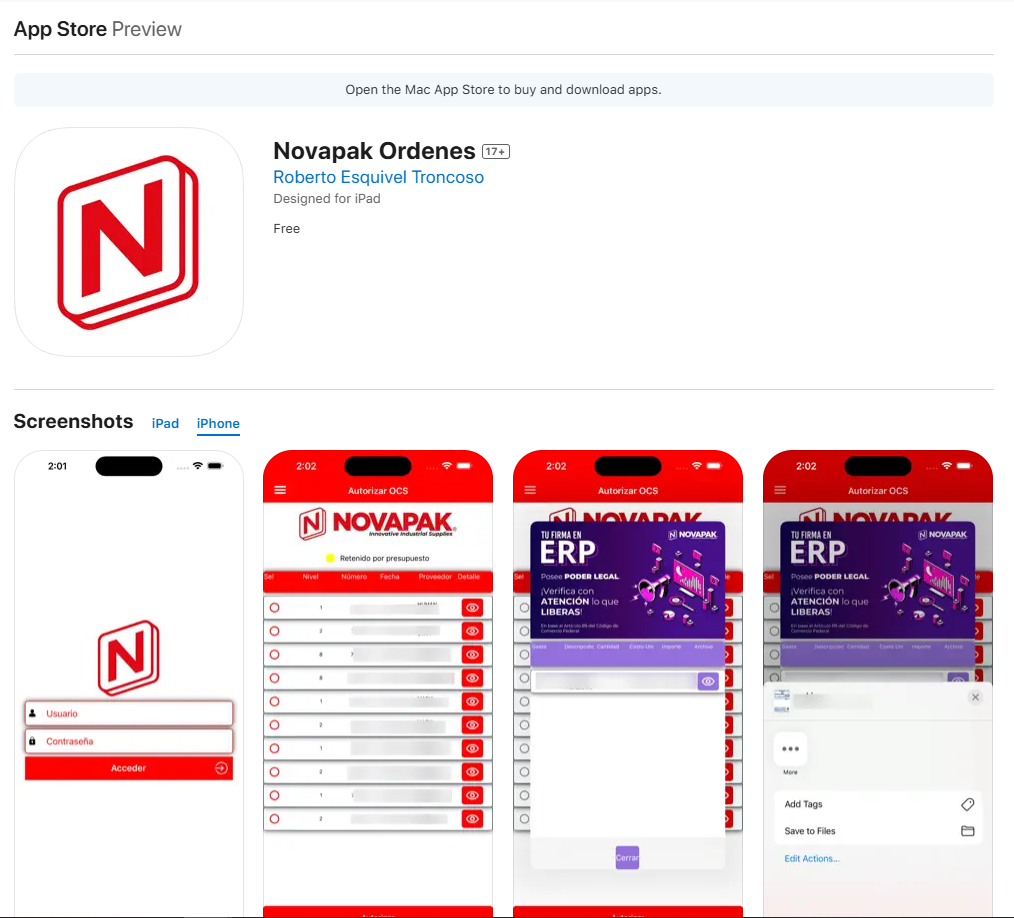 App Store Preview
Open the Mac App Store to buy and download apps.
N
Novapak Ordenes 17+
Roberto Esquivel Troncoso
Designed for iPad
Free
Screenshots iPad iPhone
2:01
N
Usuario
Contraseña
Acceder
2:02
Autorizar OCS
N NOVAPAK
Innovative Industrial Supplies
Retenido por presupuesto
Sel Nivel Número Fecha Proveedor Detalle
1
2
8
8
1
2
1
2
1
2
Autorizar
2:02
Autorizar OCS
NOVAPAK
TU FIRMA EN
ERP
N NOVAPAK
Posee PODER LEGAL
¡Verifica con
ATENCIÓN lo que
LIBERAS!
En base al Artículo 89 del Código de
Comercio Federal
Gasto Descripción Cantidad Costo Uni Importe Archivo
Cerrar
Autorizar
2:02
Autorizar OCS
NOVAPAK
TU FIRMA EN
ERP
N NOVAPAK
Posee PODER LEGAL
¡Verifica con
ATENCIÓN lo que
LIBERAS!
En base al Artículo 89 del Código de
Comercio Federal
Gasto Descripción Cantidad Costo Uni Importe Archivo
More
Add Tags
Save to Files
Edit Actions...